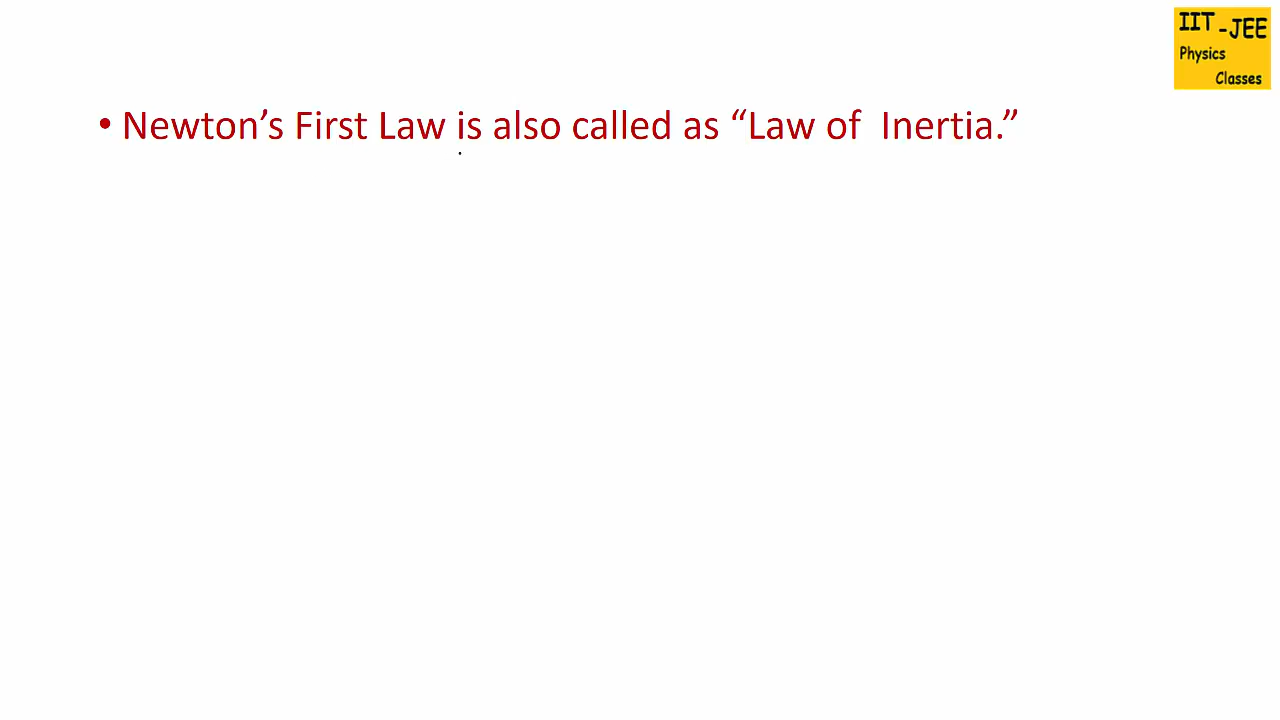 IIT -JEE
Physics
Classes
• Newton’s First Law is also called as “Law of  Inertia.”